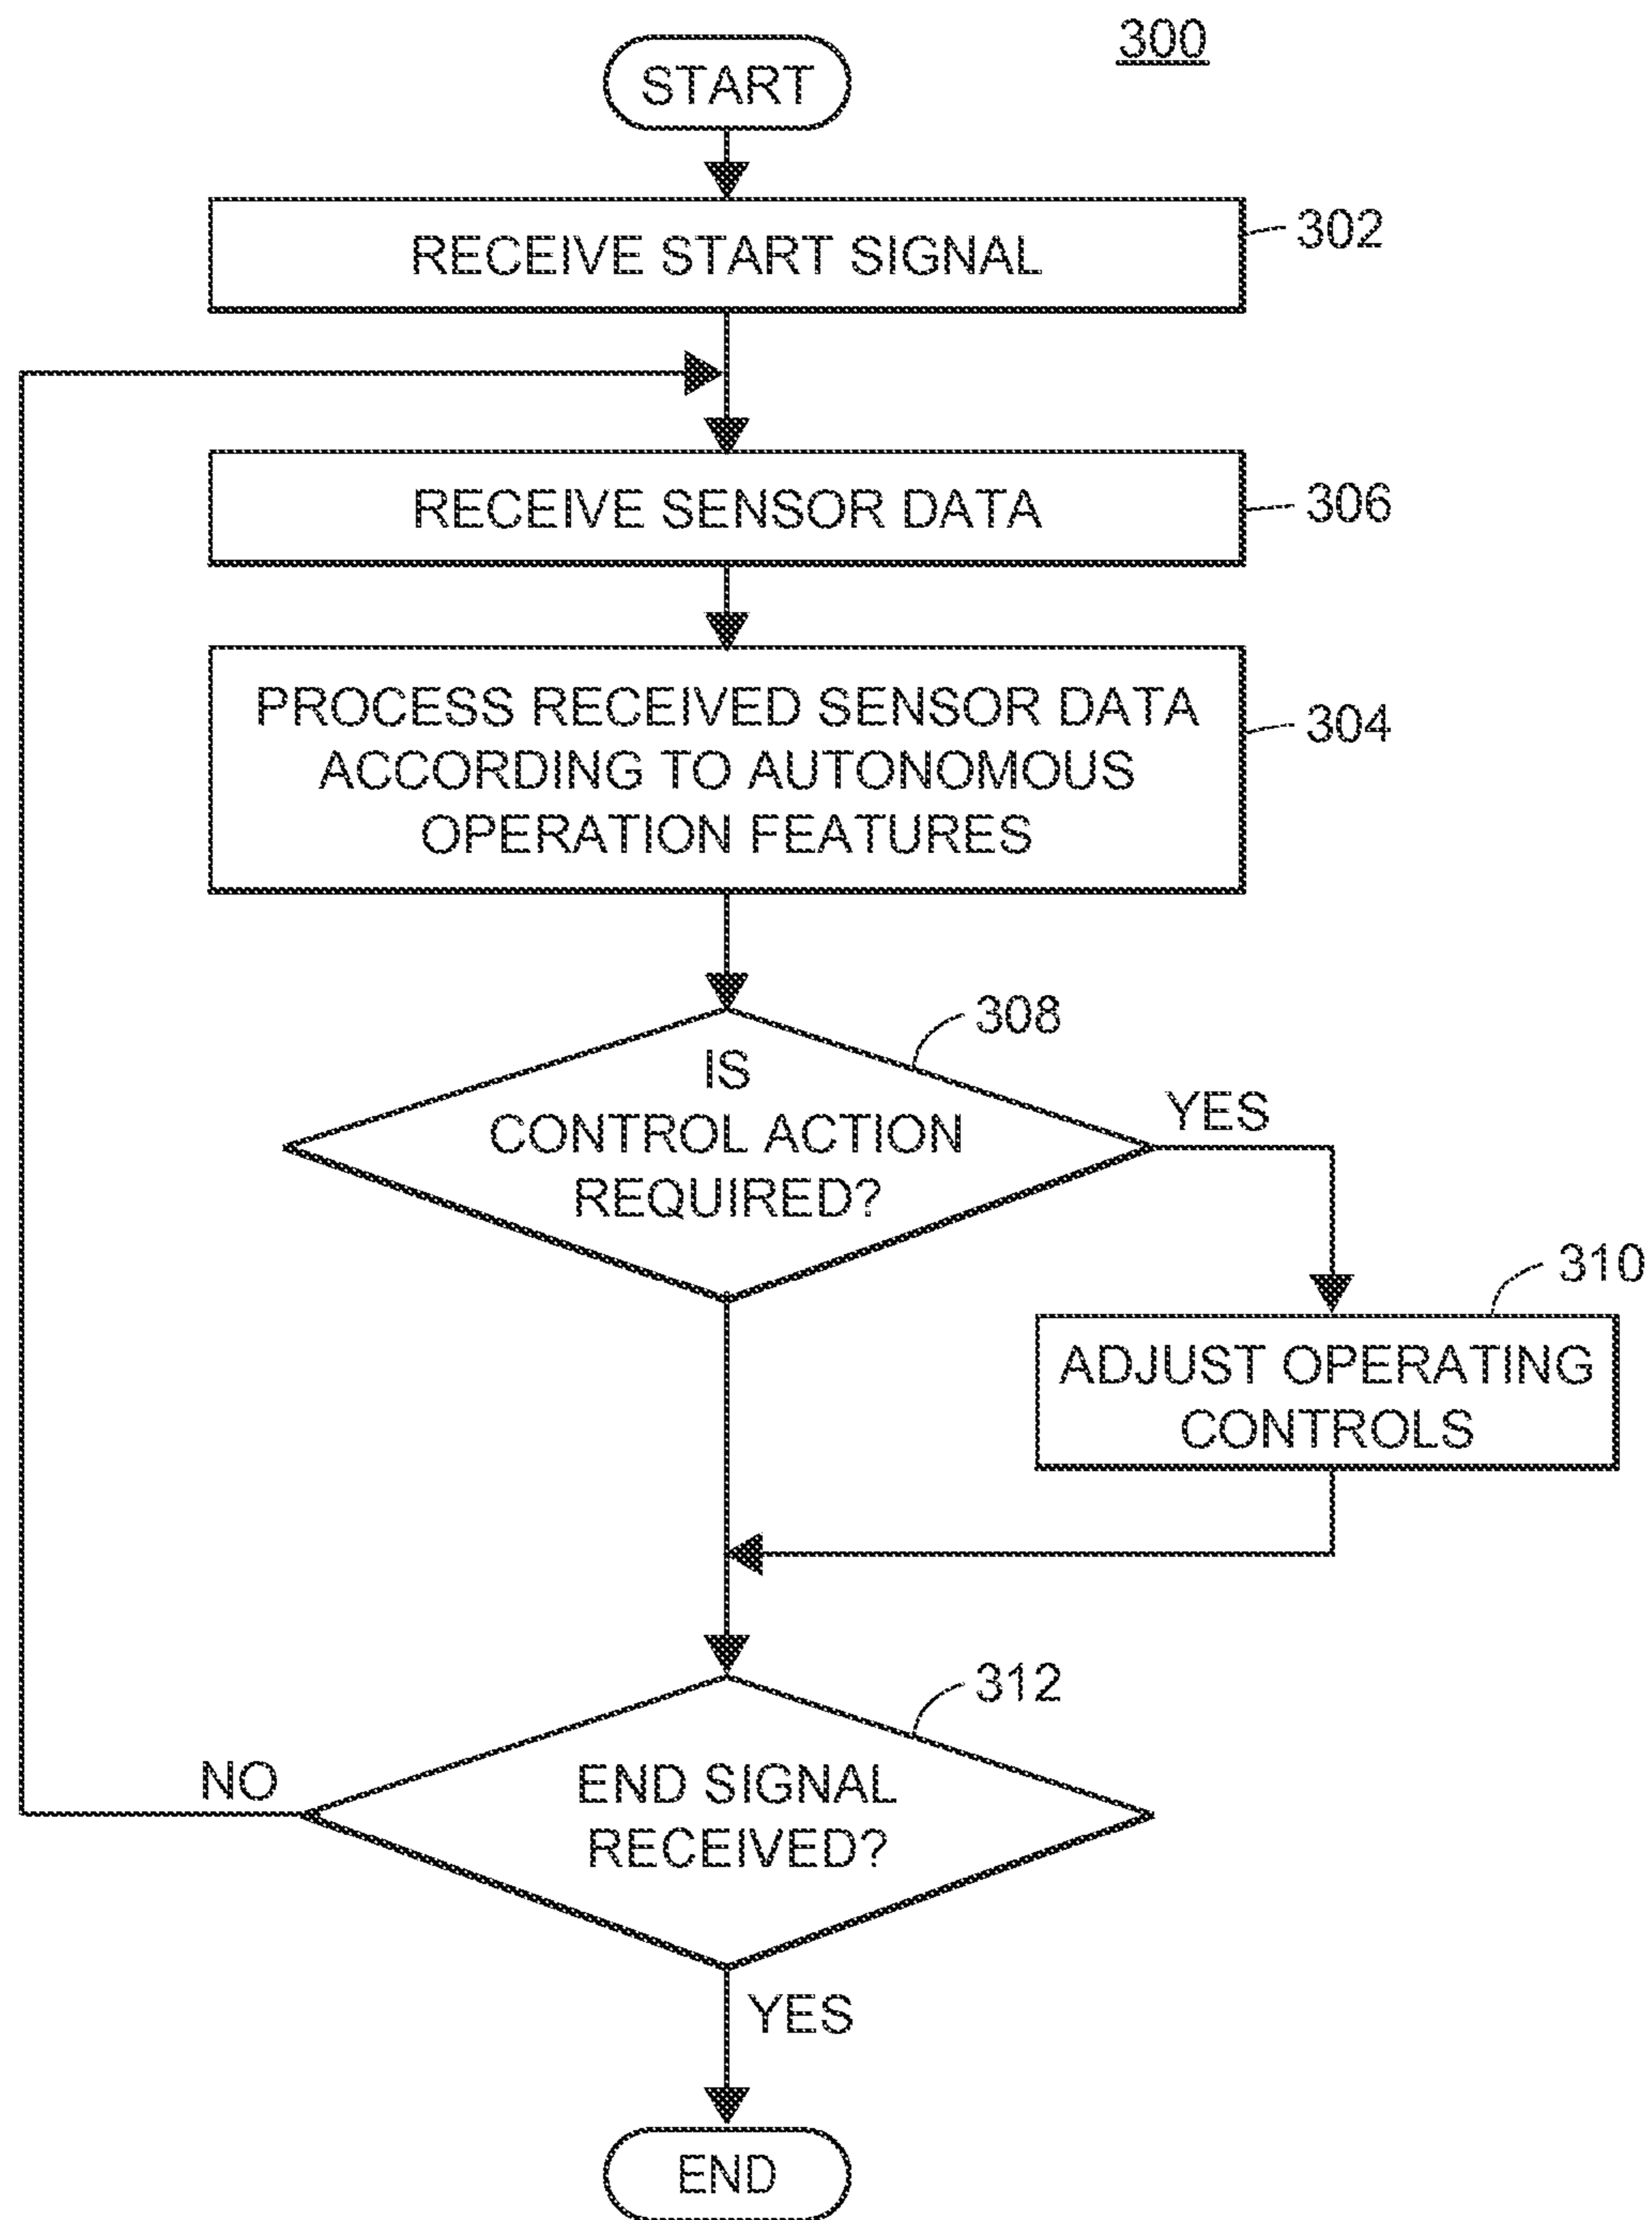 300
START
RECEIVE START SIGNAL
302
RECEIVE SENSOR DATA
306
PROCESS RECEIVED SENSOR DATA
ACCORDING TO AUTONOMOUS
OPERATION FEATURES
304
308
IS
CONTROL ACTION
REQUIRED?
YES
310
ADJUST OPERATING
CONTROLS
312
END SIGNAL
RECEIVED?
NO
YES
END